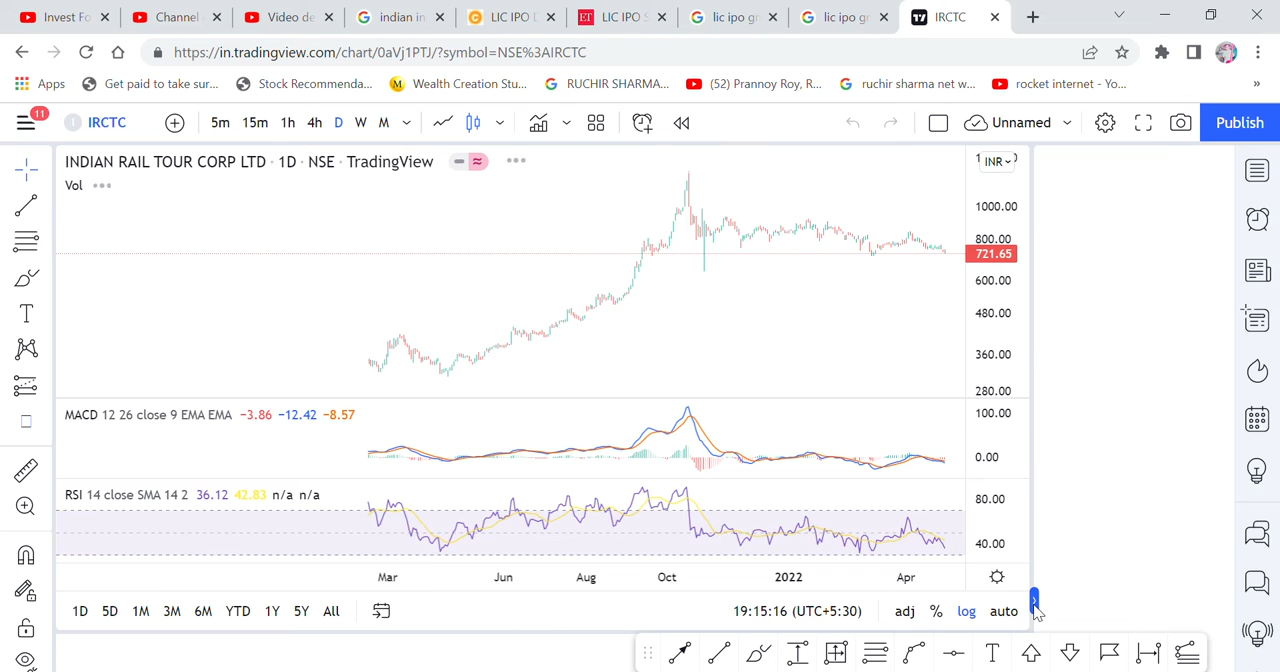 Invest Fo
Channel
Video de
indian in
LIC IPO D
ET LIC IPO S
lic ipo gr
lic ipo gr
IRCTC
https://in.tradingview.com/chart/0aVj1PTJ/?symbol=NSE%3AIRCTC
Apps
Get paid to take sur...
Stock Recommenda...
M Wealth Creation Stu...
RUCHIR SHARMA...
(52) Prannoy Roy, R...
ruchir sharma net w...
rocket internet - Yo...
»
11
I IRCTC
5m 15m 1h 4h D W M
Unnamed
Publish
INDIAN RAIL TOUR CORP LTD · 1D · NSE · TradingView
INR
Vol
1000.00
800.00
721.65
600.00
480.00
360.00
280.00
MACD 12 26 close 9 EMA EMA −3.86 −12.42 −8.57
100.00
0.00
RSI 14 close SMA 14 2 36.12 42.83 n/a n/a
80.00
40.00
Mar Jun Aug Oct 2022 Apr
1D 5D 1M 3M 6M YTD 1Y 5Y All
19:15:16 (UTC+5:30) adj % log auto